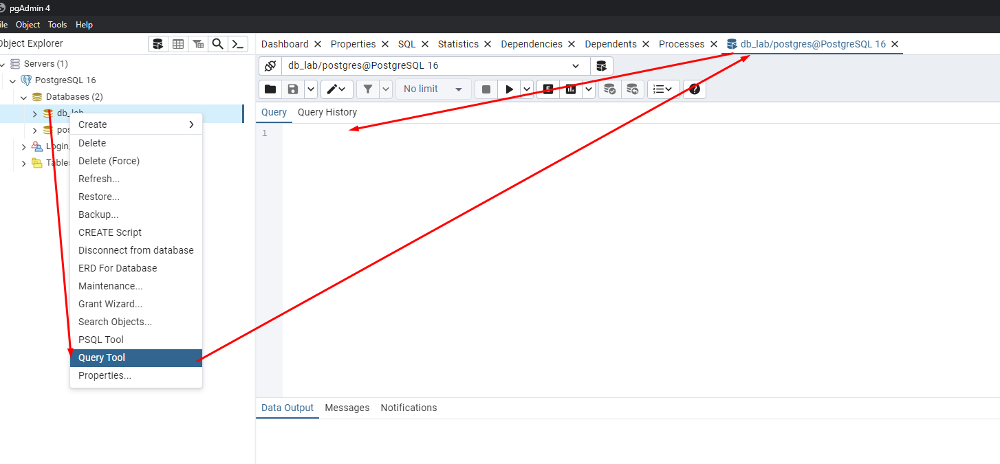 pgAdmin 4
ile Object Tools Help
Object Explorer
Dashboard Properties SQL Statistics Dependencies Dependents Processes db_lab/postgres@PostgreSQL 16
Servers (1)
PostgreSQL 16
Databases (2)
db_lab
pos
Login
Tables
Create
Delete
Delete (Force)
Refresh...
Restore...
Backup...
CREATE Script
Disconnect from database
ERD For Database
Maintenance...
Grant Wizard...
Search Objects...
PSQL Tool
Query Tool
Properties...
db_lab/postgres@PostgreSQL 16
No limit
Query Query History
1
Data Output Messages Notifications